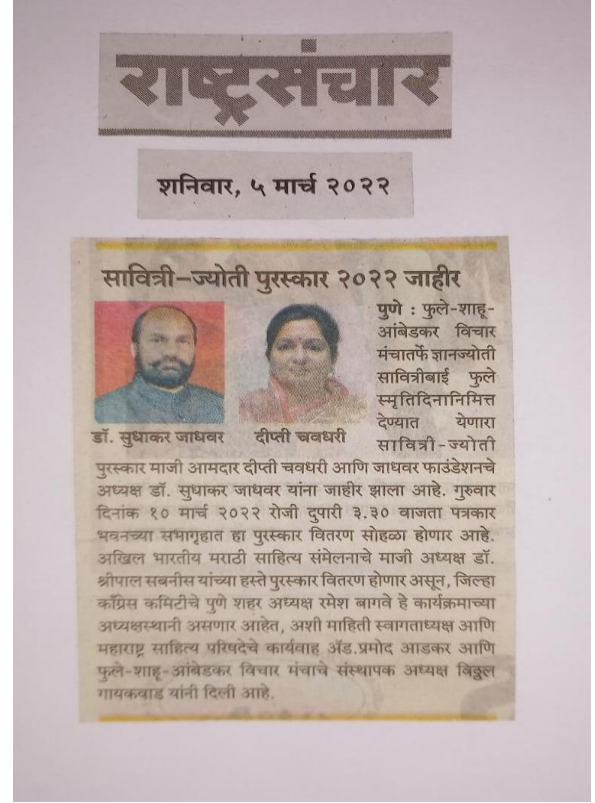 राष्ट्रसंचार
शनिवार, ५ मार्च २०२२
सावित्री-ज्योती पुरस्कार २०२२ जाहीर
डॉ. सुधाकर जाधवर
दीप्ती चवधरी
पुणे : फुले-शाहू-
आंबेडकर विचार
मंचातर्फे ज्ञानज्योती
सावित्रीबाई फुले
स्मृतिदिनानिमित्त
देण्यात येणारा
सावित्री-ज्योती
पुरस्कार माजी आमदार दीप्ती चवधरी आणि जाधवर फाउंडेशनचे
अध्यक्ष डॉ. सुधाकर जाधवर यांना जाहीर झाला आहे. गुरुवार
दिनांक १० मार्च २०२२ रोजी दुपारी ३.३० वाजता पत्रकार
भवनच्या सभागृहात हा पुरस्कार वितरण सोहळा होणार आहे.
अखिल भारतीय मराठी साहित्य संमेलनाचे माजी अध्यक्ष डॉ.
श्रीपाल सबनीस यांच्या हस्ते पुरस्कार वितरण होणार असून, जिल्हा
काँग्रेस कमिटीचे पुणे शहर अध्यक्ष रमेश बागवे हे कार्यक्रमाच्या
अध्यक्षस्थानी असणार आहेत, अशी माहिती स्वागताध्यक्ष आणि
महाराष्ट्र साहित्य परिषदेचे कार्यवाह अ‍ॅड.प्रमोद आडकर आणि
फुले-शाहू-आंबेडकर विचार मंचाचे संस्थापक अध्यक्ष विठ्ठल
गायकवाड यांनी दिली आहे.